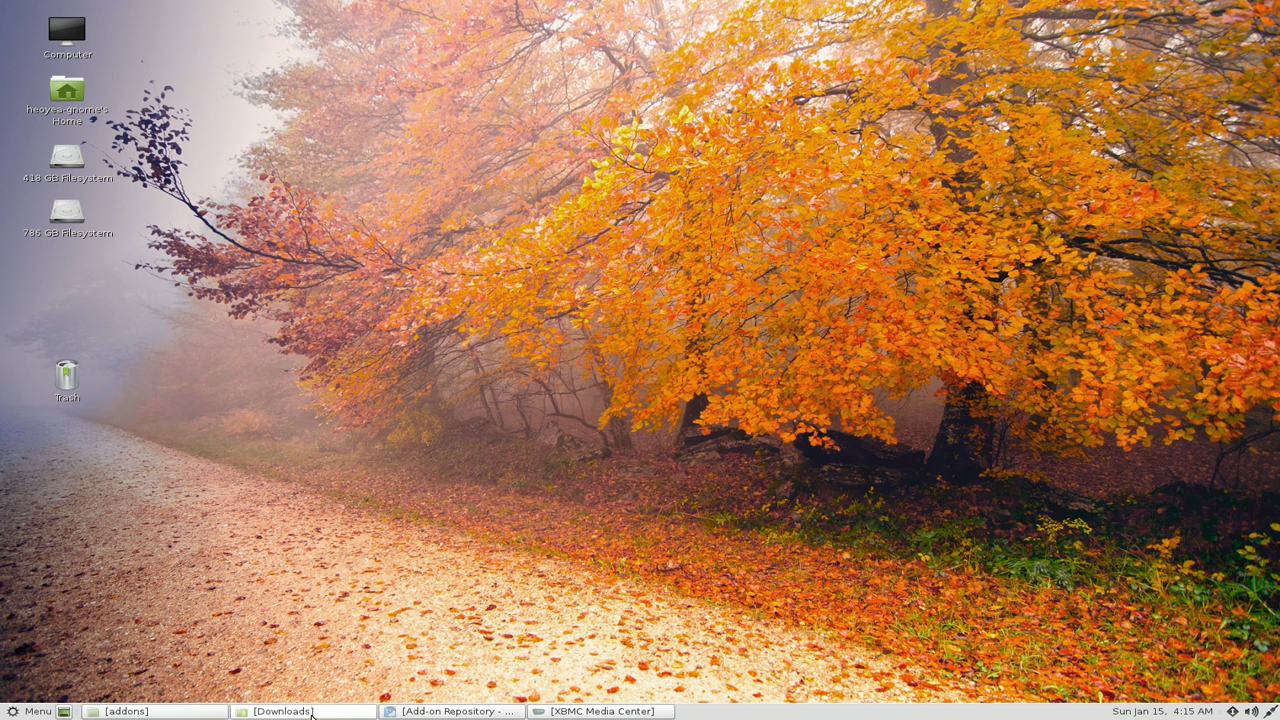 Computer
heoyea-gnome's
Home
418 GB Filesystem
786 GB Filesystem
Trash
Menu
[addons]
[Downloads]
[Add-on Repository - ...
[XBMC Media Center]
Sun Jan 15, 4:15 AM